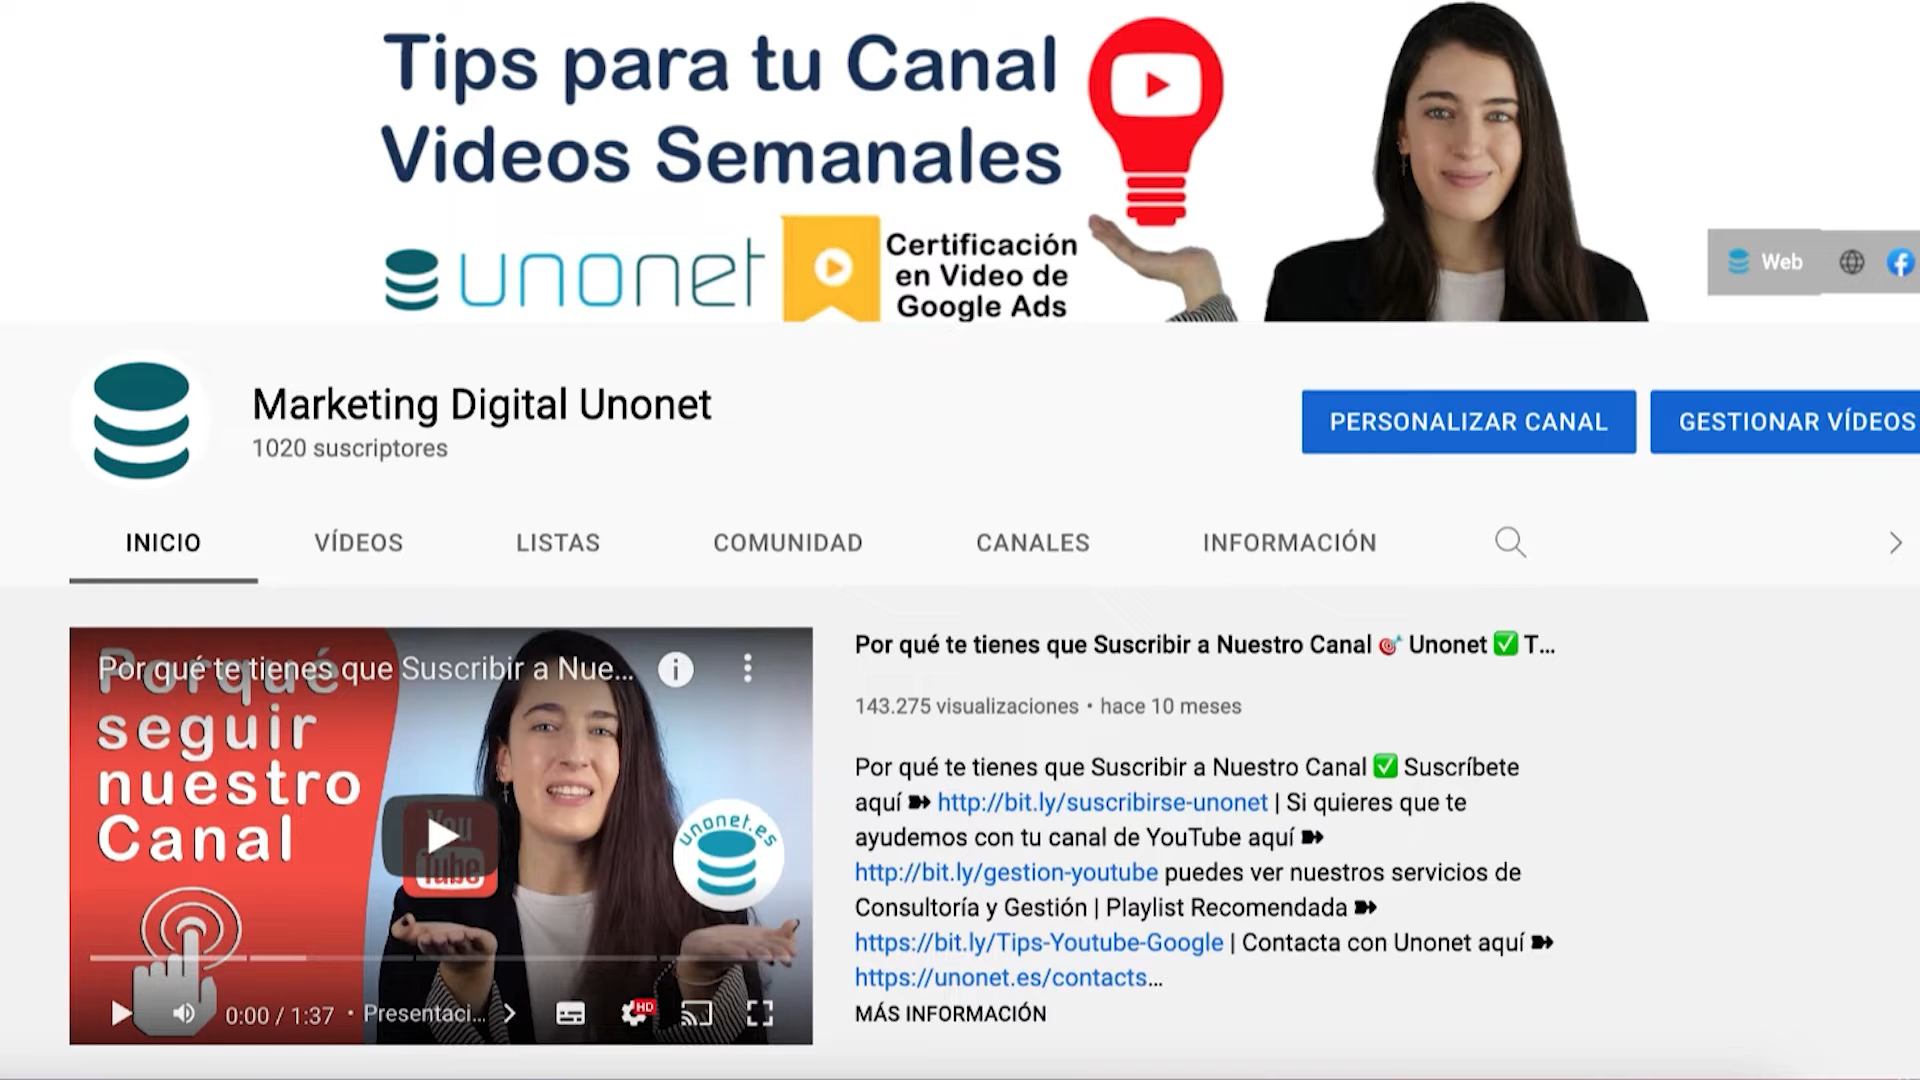 Tips para tu Canal
Videos Semanales
unonet
Certificación
en Video de
Google Ads
Web
Marketing Digital Unonet
1020 suscriptores
PERSONALIZAR CANAL
GESTIONAR VÍDEOS
INICIO
VÍDEOS
LISTAS
COMUNIDAD
CANALES
INFORMACIÓN
Por qué te tienes que Suscribir a Nue...
Porqué
seguir
nuestro
Canal
You
Tube
unonet.es
0:00 / 1:37 • Presentaci...
HD
Por qué te tienes que Suscribir a Nuestro Canal 🎯 Unonet ✅ T...
143.275 visualizaciones • hace 10 meses
Por qué te tienes que Suscribir a Nuestro Canal ✅ Suscríbete
aquí ➽ http://bit.ly/suscribirse-unonet | Si quieres que te
ayudemos con tu canal de YouTube aquí ➽
http://bit.ly/gestion-youtube puedes ver nuestros servicios de
Consultoría y Gestión | Playlist Recomendada ➽
https://bit.ly/Tips-Youtube-Google | Contacta con Unonet aquí ➽
https://unonet.es/contacts...
MÁS INFORMACIÓN